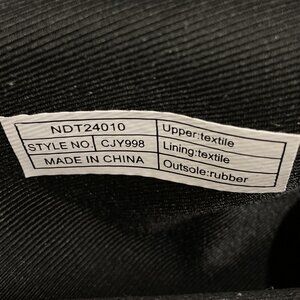 NDT24010
STYLE NO. CJY998
MADE IN CHINA
Upper:textile
Lining:textile
Outsole:rubber